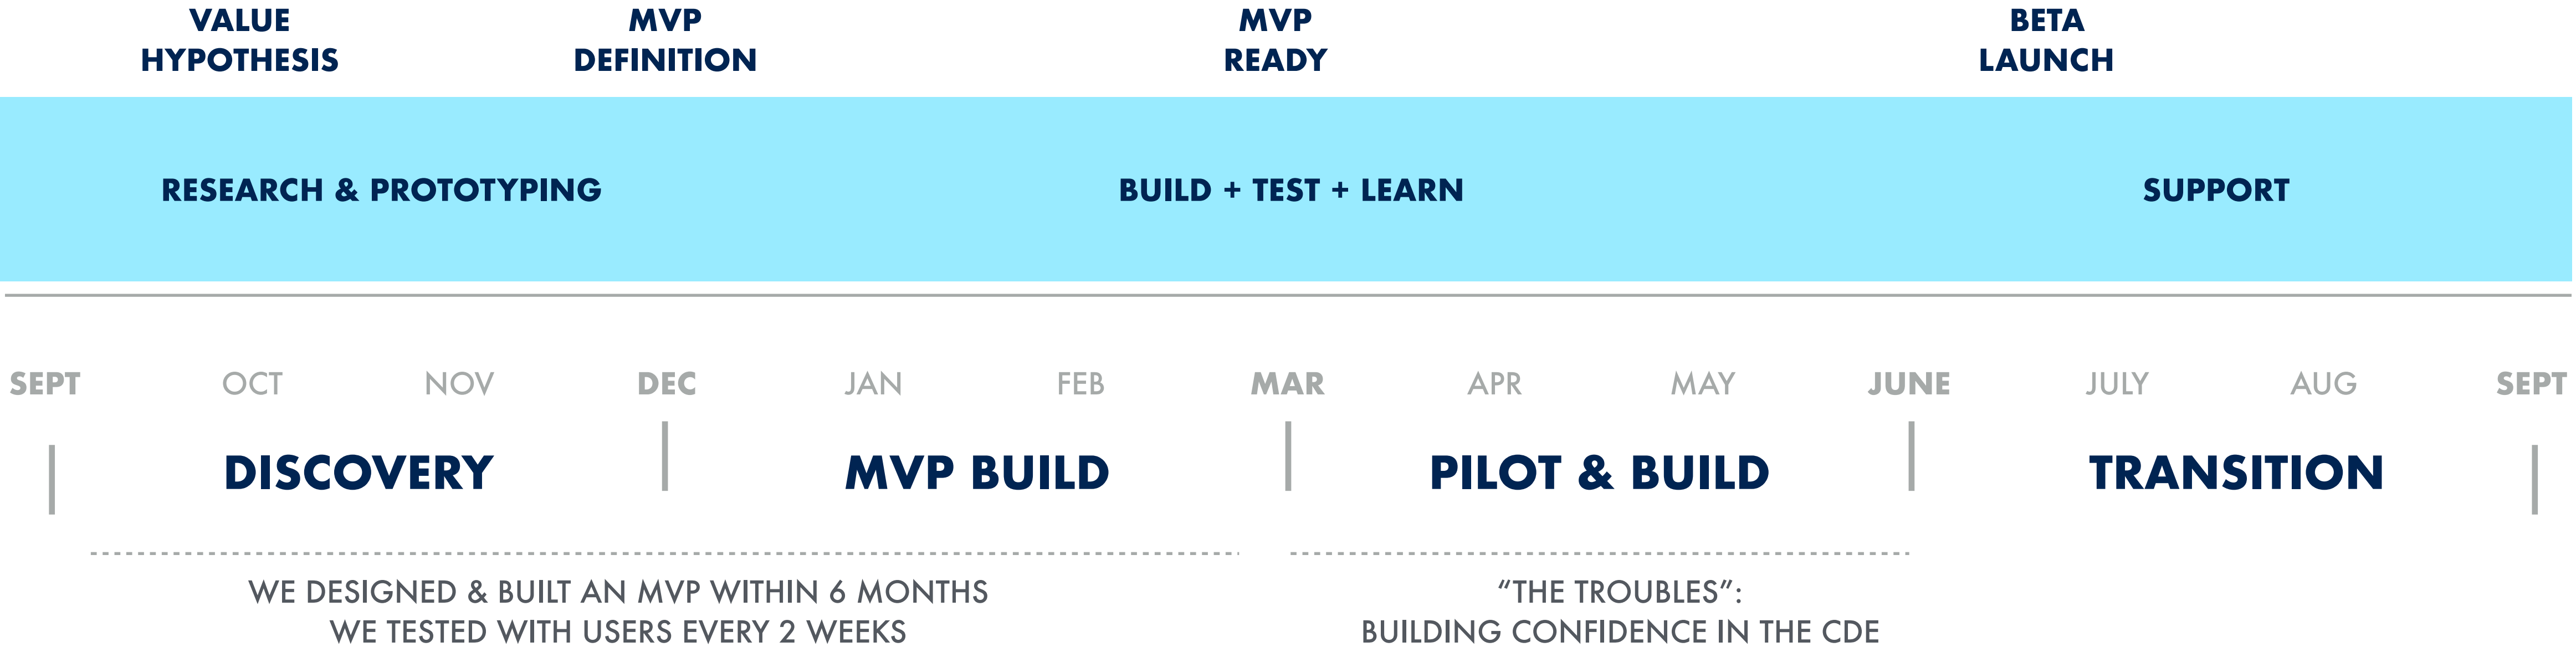 VALUE
HYPOTHESIS
MVP
DEFINITION
MVP
READY
BETA
LAUNCH
RESEARCH & PROTOTYPING
BUILD + TEST + LEARN
SUPPORT
SEPT OCT NOV DEC JAN FEB MAR APR MAY JUNE JULY AUG SEPT
DISCOVERY
MVP BUILD
PILOT & BUILD
TRANSITION
WE DESIGNED & BUILT AN MVP WITHIN 6 MONTHS
WE TESTED WITH USERS EVERY 2 WEEKS
“THE TROUBLES”:
BUILDING CONFIDENCE IN THE CDE